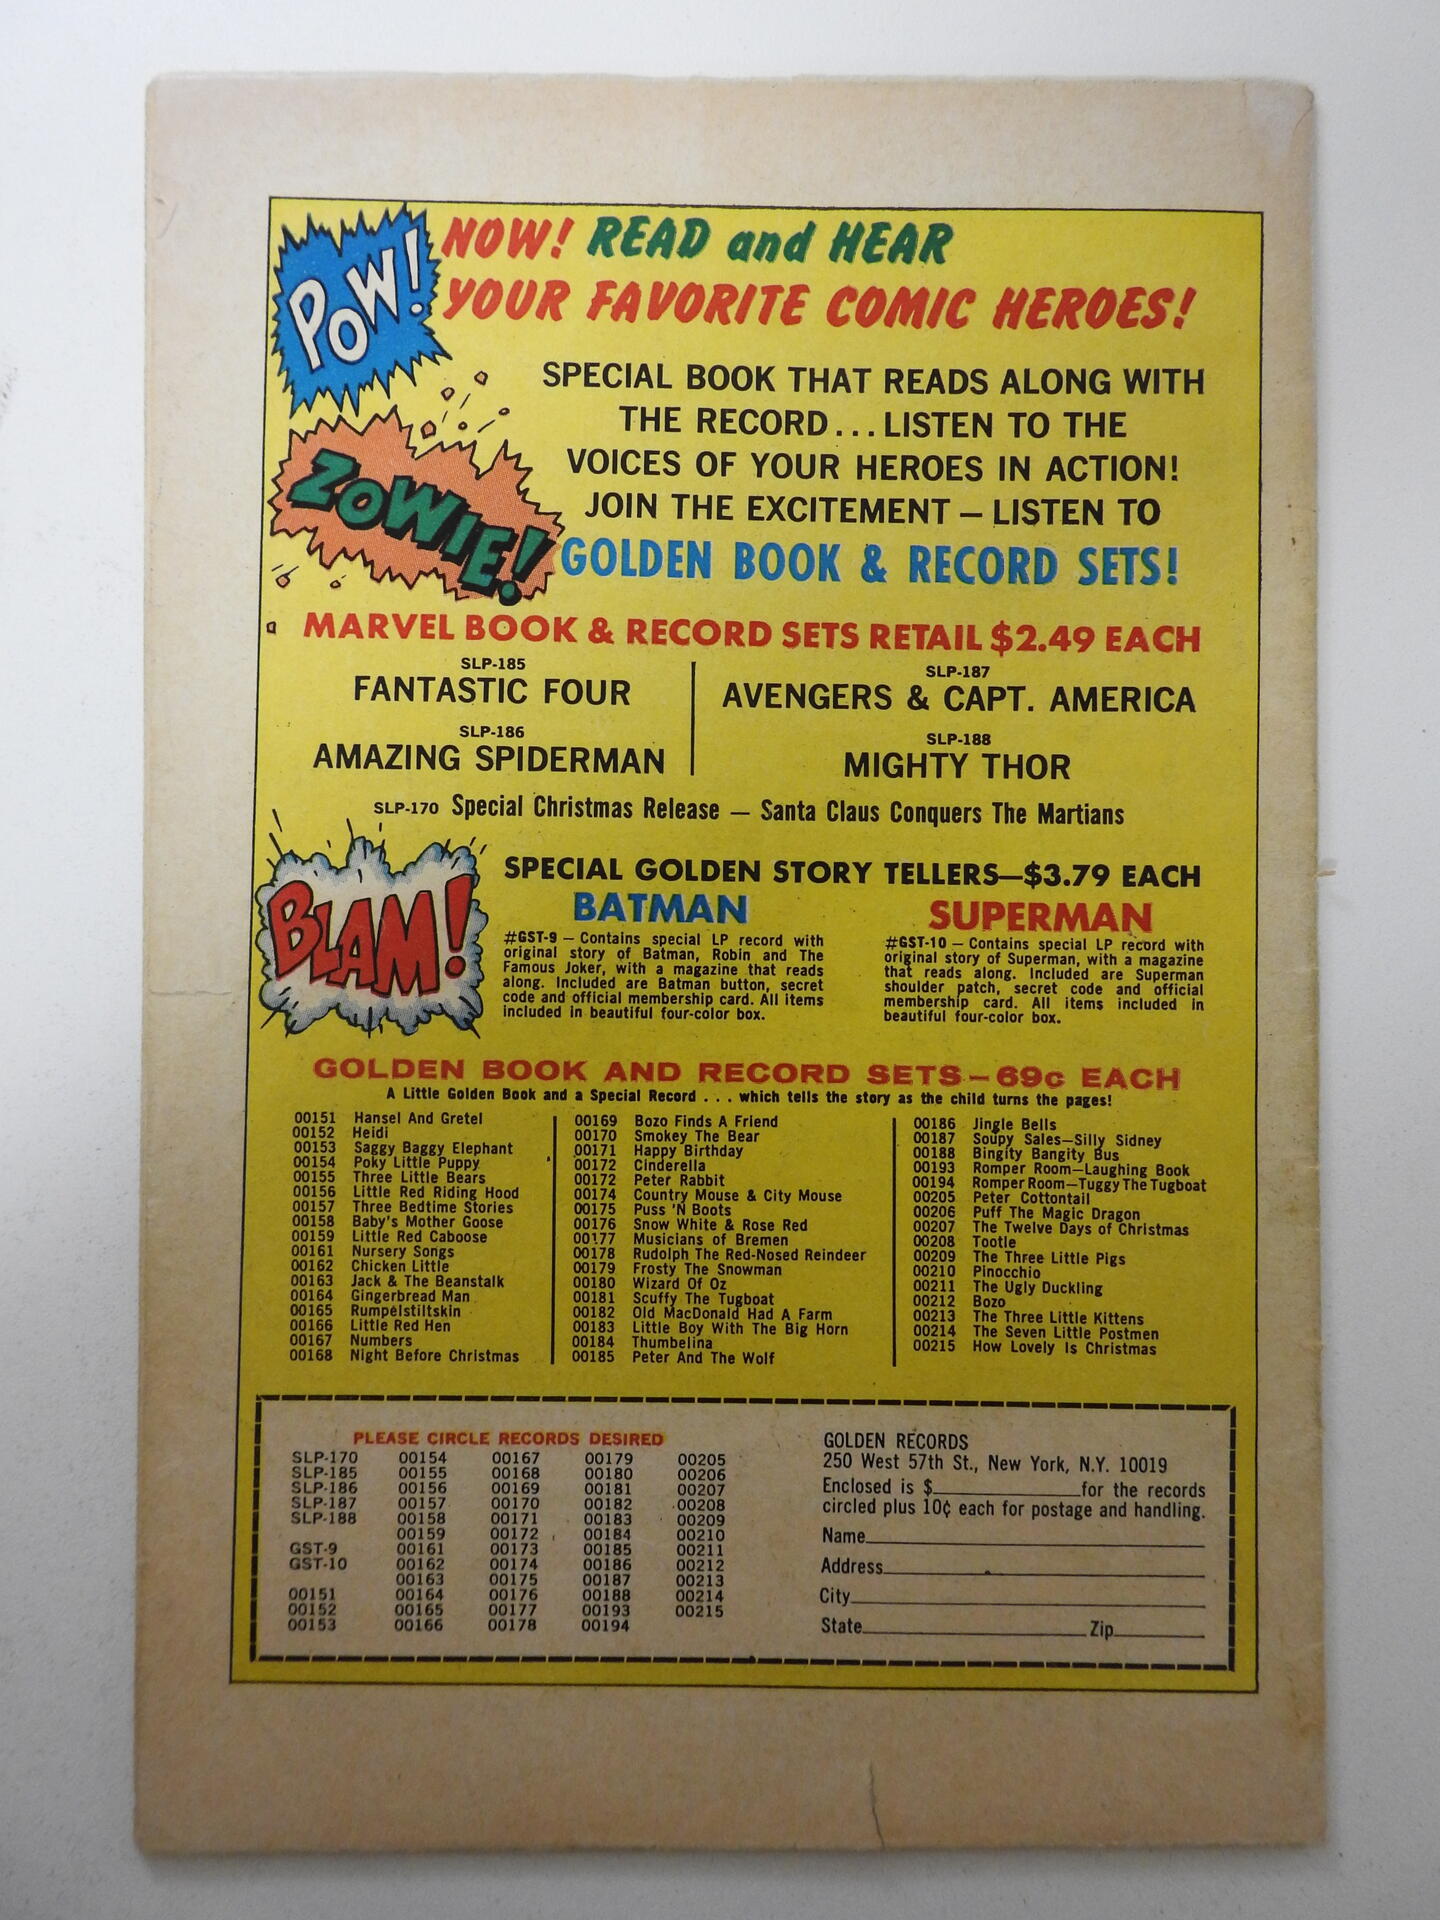 POW!
NOW! READ and HEAR
YOUR FAVORITE COMIC HEROES!
SPECIAL BOOK THAT READS ALONG WITH
THE RECORD...LISTEN TO THE
VOICES OF YOUR HEROES IN ACTION!
JOIN THE EXCITEMENT — LISTEN TO
ZOWIE!
GOLDEN BOOK & RECORD SETS!
MARVEL BOOK & RECORD SETS RETAIL $2.49 EACH
SLP-185
FANTASTIC FOUR
SLP-186
AMAZING SPIDERMAN
SLP-187
AVENGERS & CAPT. AMERICA
SLP-188
MIGHTY THOR
SLP-170 Special Christmas Release — Santa Claus Conquers The Martians
BLAM!
SPECIAL GOLDEN STORY TELLERS—$3.79 EACH
BATMAN
#GST-9 — Contains special LP record with
original story of Batman, Robin and The
Famous Joker, with a magazine that reads
along. Included are Batman button, secret
code and official membership card. All items
included in beautiful four-color box.
SUPERMAN
#GST-10 — Contains special LP record with
original story of Superman, with a magazine
that reads along. Included are Superman
shoulder patch, secret code and official
membership card. All items included in
beautiful four-color box.
GOLDEN BOOK AND RECORD SETS—69c EACH
A Little Golden Book and a Special Record . . . which tells the story as the child turns the pages!
00151 Hansel And Gretel
00152 Heidi
00153 Saggy Baggy Elephant
00154 Poky Little Puppy
00155 Three Little Bears
00156 Little Red Riding Hood
00157 Three Bedtime Stories
00158 Baby's Mother Goose
00159 Little Red Caboose
00161 Nursery Songs
00162 Chicken Little
00163 Jack & The Beanstalk
00164 Gingerbread Man
00165 Rumpelstiltskin
00166 Little Red Hen
00167 Numbers
00168 Night Before Christmas
00169 Bozo Finds A Friend
00170 Smokey The Bear
00171 Happy Birthday
00172 Cinderella
00172 Peter Rabbit
00174 Country Mouse & City Mouse
00175 Puss 'N Boots
00176 Snow White & Rose Red
00177 Musicians of Bremen
00178 Rudolph The Red-Nosed Reindeer
00179 Frosty The Snowman
00180 Wizard Of Oz
00181 Scuffy The Tugboat
00182 Old MacDonald Had A Farm
00183 Little Boy With The Big Horn
00184 Thumbelina
00185 Peter And The Wolf
00186 Jingle Bells
00187 Soupy Sales—Silly Sidney
00188 Bingity Bangity Bus
00193 Romper Room—Laughing Book
00194 Romper Room—Tuggy The Tugboat
00205 Peter Cottontail
00206 Puff The Magic Dragon
00207 The Twelve Days of Christmas
00208 Tootle
00209 The Three Little Pigs
00210 Pinocchio
00211 The Ugly Duckling
00212 Bozo
00213 The Three Little Kittens
00214 The Seven Little Postmen
00215 How Lovely Is Christmas
PLEASE CIRCLE RECORDS DESIRED
SLP-170 00154 00167 00179 00205
SLP-185 00155 00168 00180 00206
SLP-186 00156 00169 00181 00207
SLP-187 00157 00170 00182 00208
SLP-188 00158 00171 00183 00209
00159 00172 00184 00210
GST-9 00161 00173 00185 00211
GST-10 00162 00174 00186 00212
00163 00175 00187 00213
00151 00164 00176 00188 00214
00152 00165 00177 00193 00215
00153 00166 00178 00194
GOLDEN RECORDS
250 West 57th St., New York, N.Y. 10019
Enclosed is $ for the records
circled plus 10¢ each for postage and handling.
Name
Address
City
State Zip